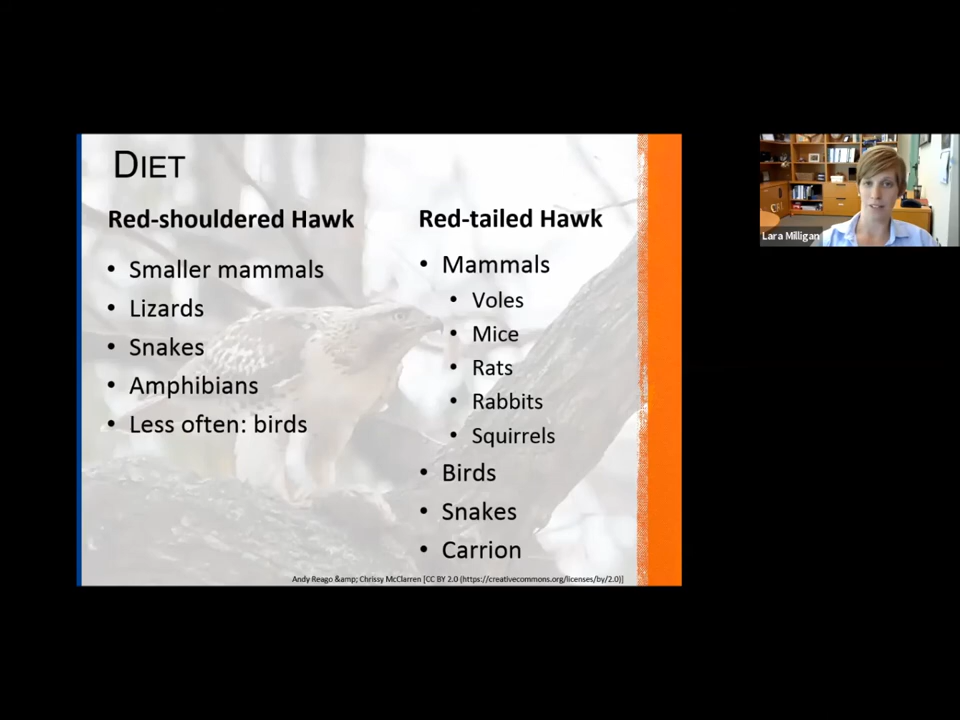 DIET
Red-shouldered Hawk
• Smaller mammals
• Lizards
• Snakes
• Amphibians
• Less often: birds
Red-tailed Hawk
• Mammals
• Voles
• Mice
• Rats
• Rabbits
• Squirrels
• Birds
• Snakes
• Carrion
Andy Reago &amp; Chrissy McClarren [CC BY 2.0 (https://creativecommons.org/licenses/by/2.0)]
Lara Milligan